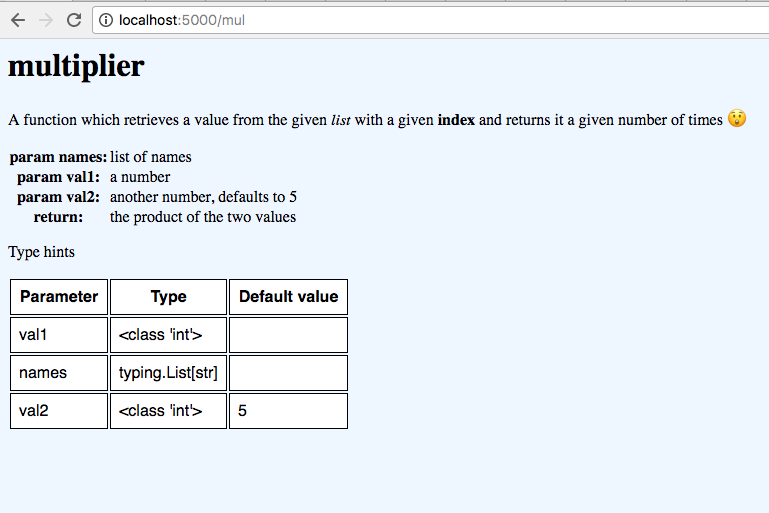 localhost:5000/mul
multiplier
A function which retrieves a value from the given list with a given index and returns it a given number of times 😲
param names: list of names
param val1: a number
param val2: another number, defaults to 5
return: the product of the two values
Type hints
Parameter Type Default value
val1 <class 'int'>
names typing.List[str]
val2 <class 'int'> 5